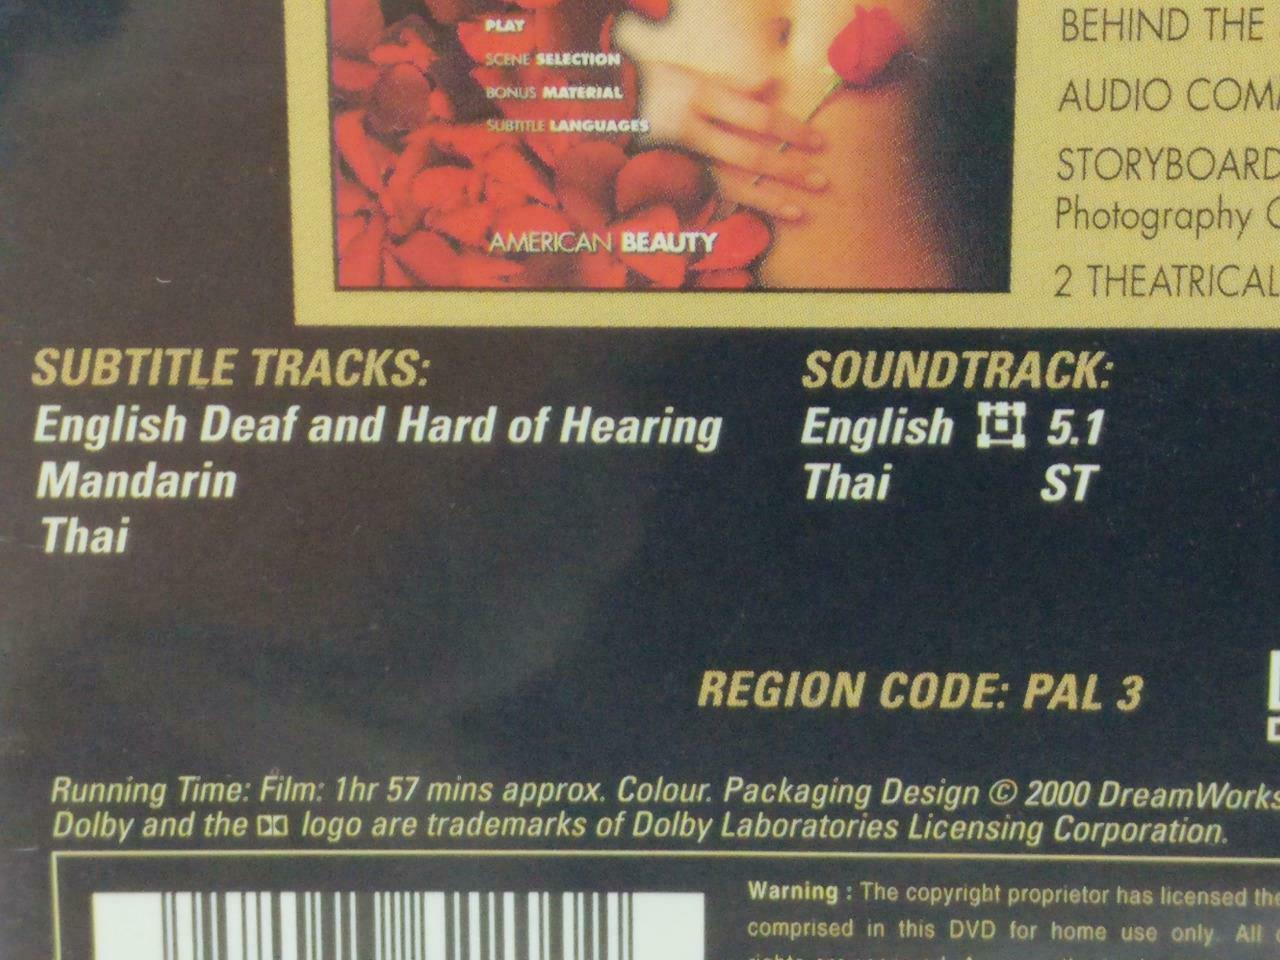 PLAY
SCENE SELECTION
BONUS MATERIAL
SUBTITLE LANGUAGES
AMERICAN BEAUTY
BEHIND THE
AUDIO
STORYBOARD
Photography
2 THEATRICAL
SUBTITLE TRACKS:
English Deaf and Hard of Hearing
Mandarin
Thai
SOUNDTRACK:
English 5.1
Thai ST
REGION CODE: PAL 3
Running Time: Film: 1hr 57 mins approx. Colour. Packaging Design © 2000 DreamWorks
Dolby and the logo are trademarks of Dolby Laboratories Licensing Corporation.
Warning : The copyright proprietor has licensed the
comprised in this DVD for home use only. All